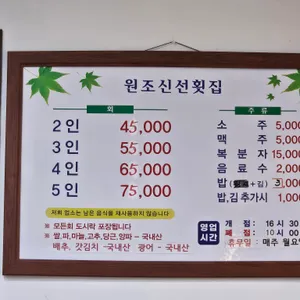 원조신선횟집
회
2인 45,000
3인 55,000
4인 65,000
5인 75,000
주류
소주 5,000
맥주 5,000
복분자 15,000
음료수 2,000
밥( +김) 3,000
밥,김 추가시 1,000
저희 업소는 남은 음식을 재사용하지 않습니다
※ 모든회 도시락 포장됩니다
※ 쌀,파,마늘,고추,당근,양파 - 국내산
배추, 갓김치 -국내산 광어 - 국내산
영업시간
개점 : 16시 30
폐점 : 10시 00
휴무일 : 매주 월요